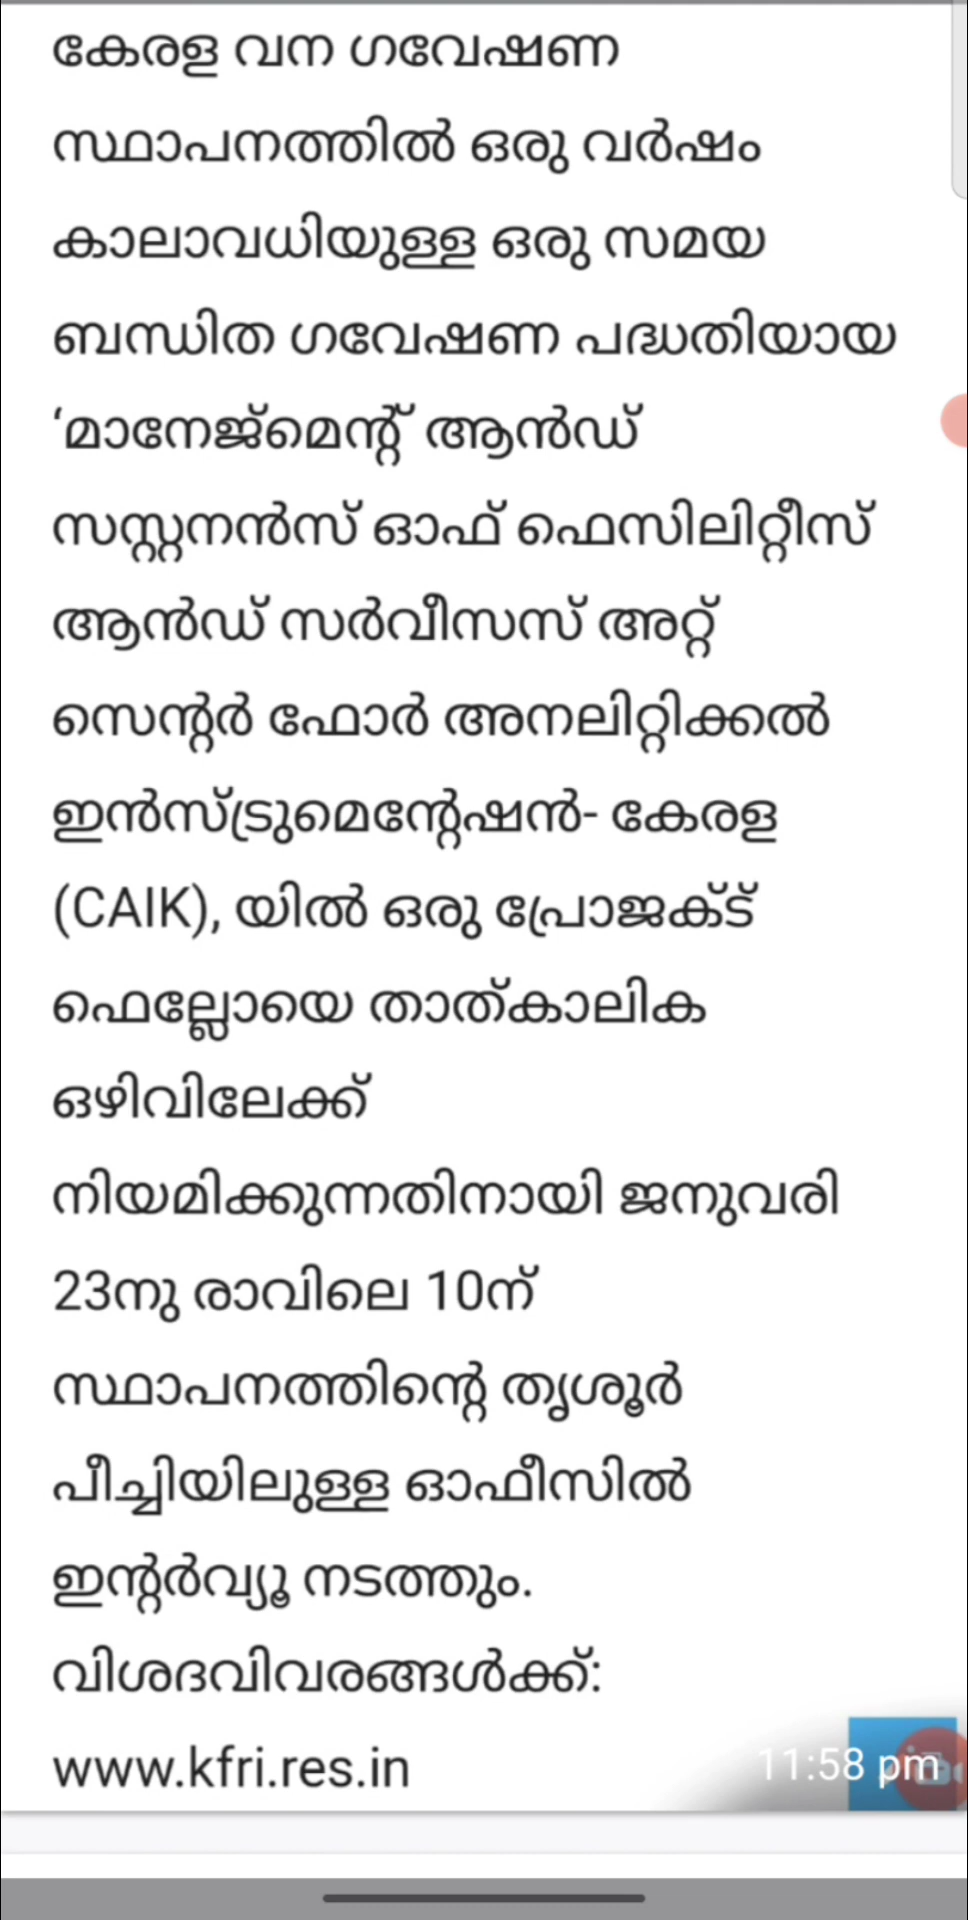 കേരള വന ഗവേഷണ
സ്ഥാപനത്തിൽ ഒരു വർഷം
കാലാവധിയുള്ള ഒരു സമയ
ബന്ധിത ഗവേഷണ പദ്ധതിയായ
‘മാനേജ്മെന്റ് ആൻഡ്
സസ്റ്റനൻസ് ഓഫ് ഫെസിലിറ്റീസ്
ആൻഡ് സർവീസസ് അറ്റ്
സെന്റർ ഫോർ അനലിറ്റിക്കൽ
ഇൻസ്ട്രുമെന്റേഷൻ- കേരള
(CAIK), യിൽ ഒരു പ്രോജക്ട്
ഫെല്ലോയെ താത്കാലിക
ഒഴിവിലേക്ക്
നിയമിക്കുന്നതിനായി ജനുവരി
23നു രാവിലെ 10ന്
സ്ഥാപനത്തിന്റെ തൃശൂർ
പീച്ചിയിലുള്ള ഓഫീസിൽ
ഇന്റർവ്യൂ നടത്തും.
വിശദവിവരങ്ങൾക്ക്:
www.kfri.res.in
11:58 pm